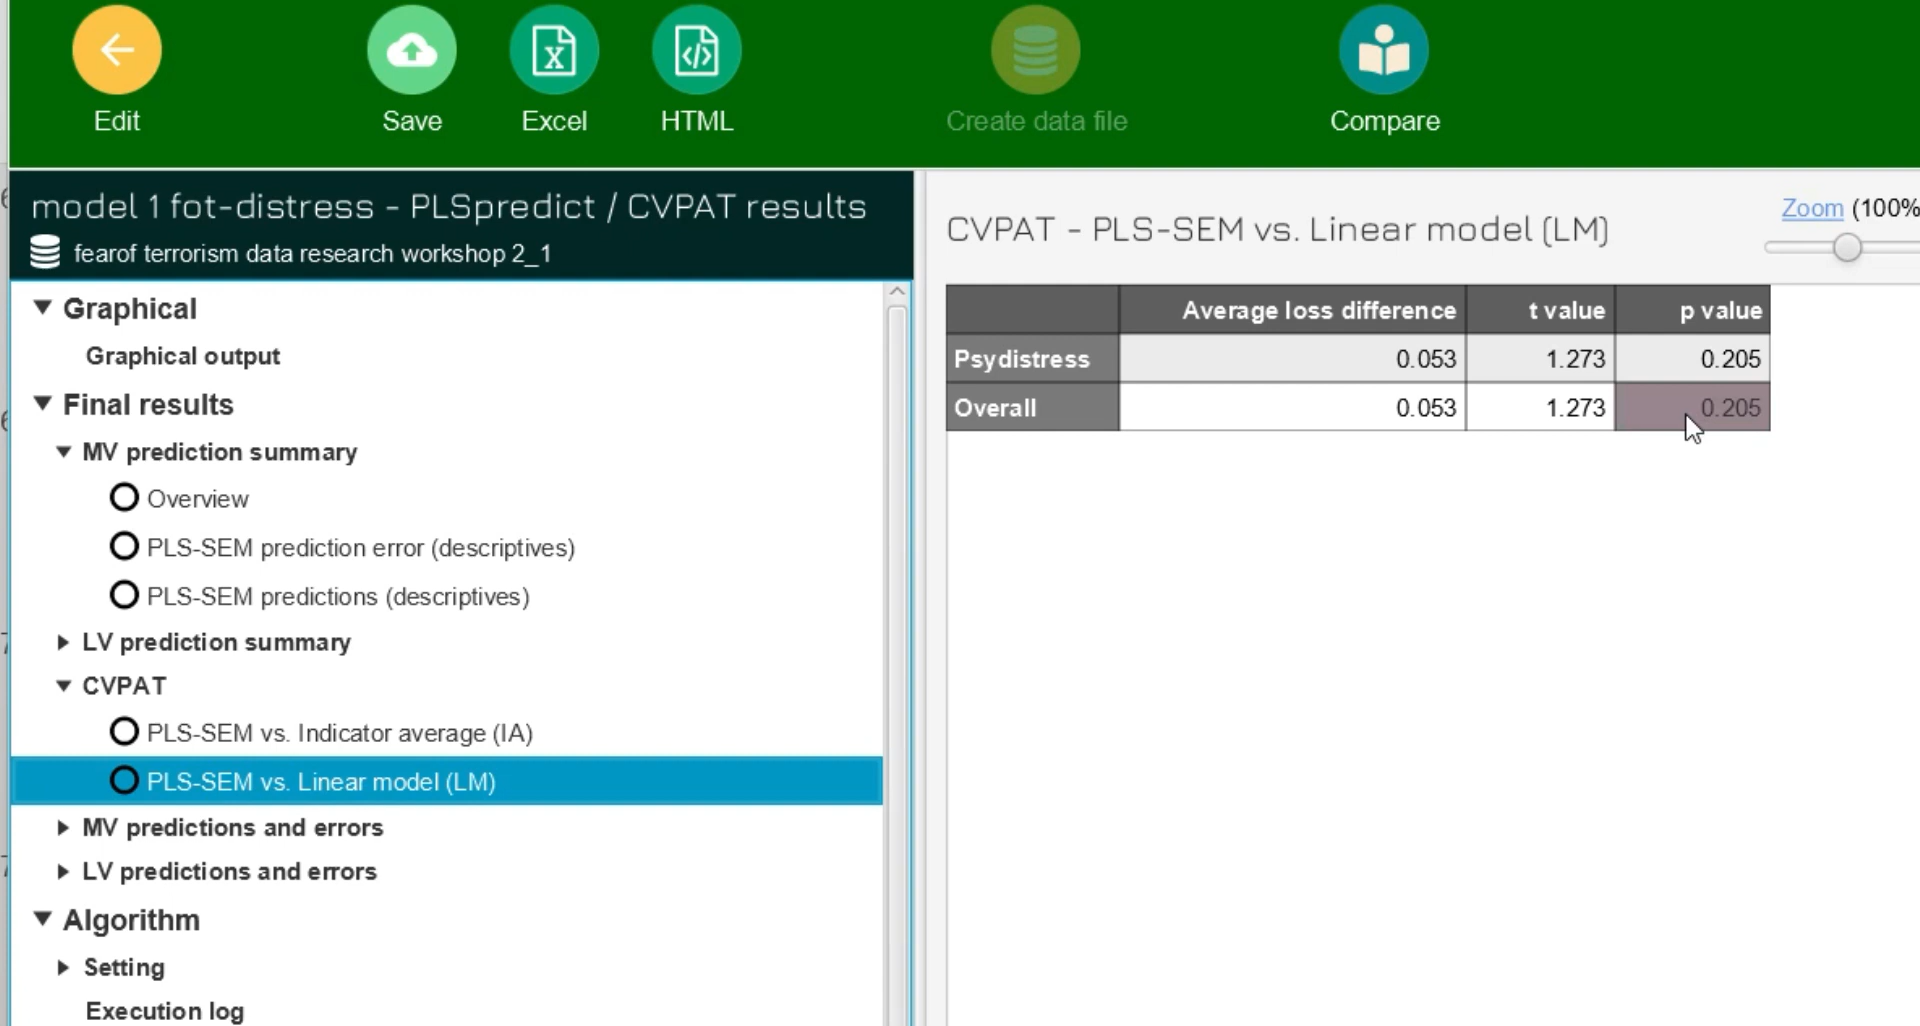 Edit
Save
Excel
HTML
Create data file
Compare
model 1 fot-distress - PLSpredict / CVPAT results
fearof terrorism data research workshop 2_1
Graphical
Graphical output
Final results
MV prediction summary
Overview
PLS-SEM prediction error (descriptives)
PLS-SEM predictions (descriptives)
LV prediction summary
CVPAT
PLS-SEM vs. Indicator average (IA)
PLS-SEM vs. Linear model (LM)
MV predictions and errors
LV predictions and errors
Algorithm
Setting
Execution log
CVPAT - PLS-SEM vs. Linear model (LM)
Zoom (100%
Average loss difference t value p value
Psydistress 0.053 1.273 0.205
Overall 0.053 1.273 0.205